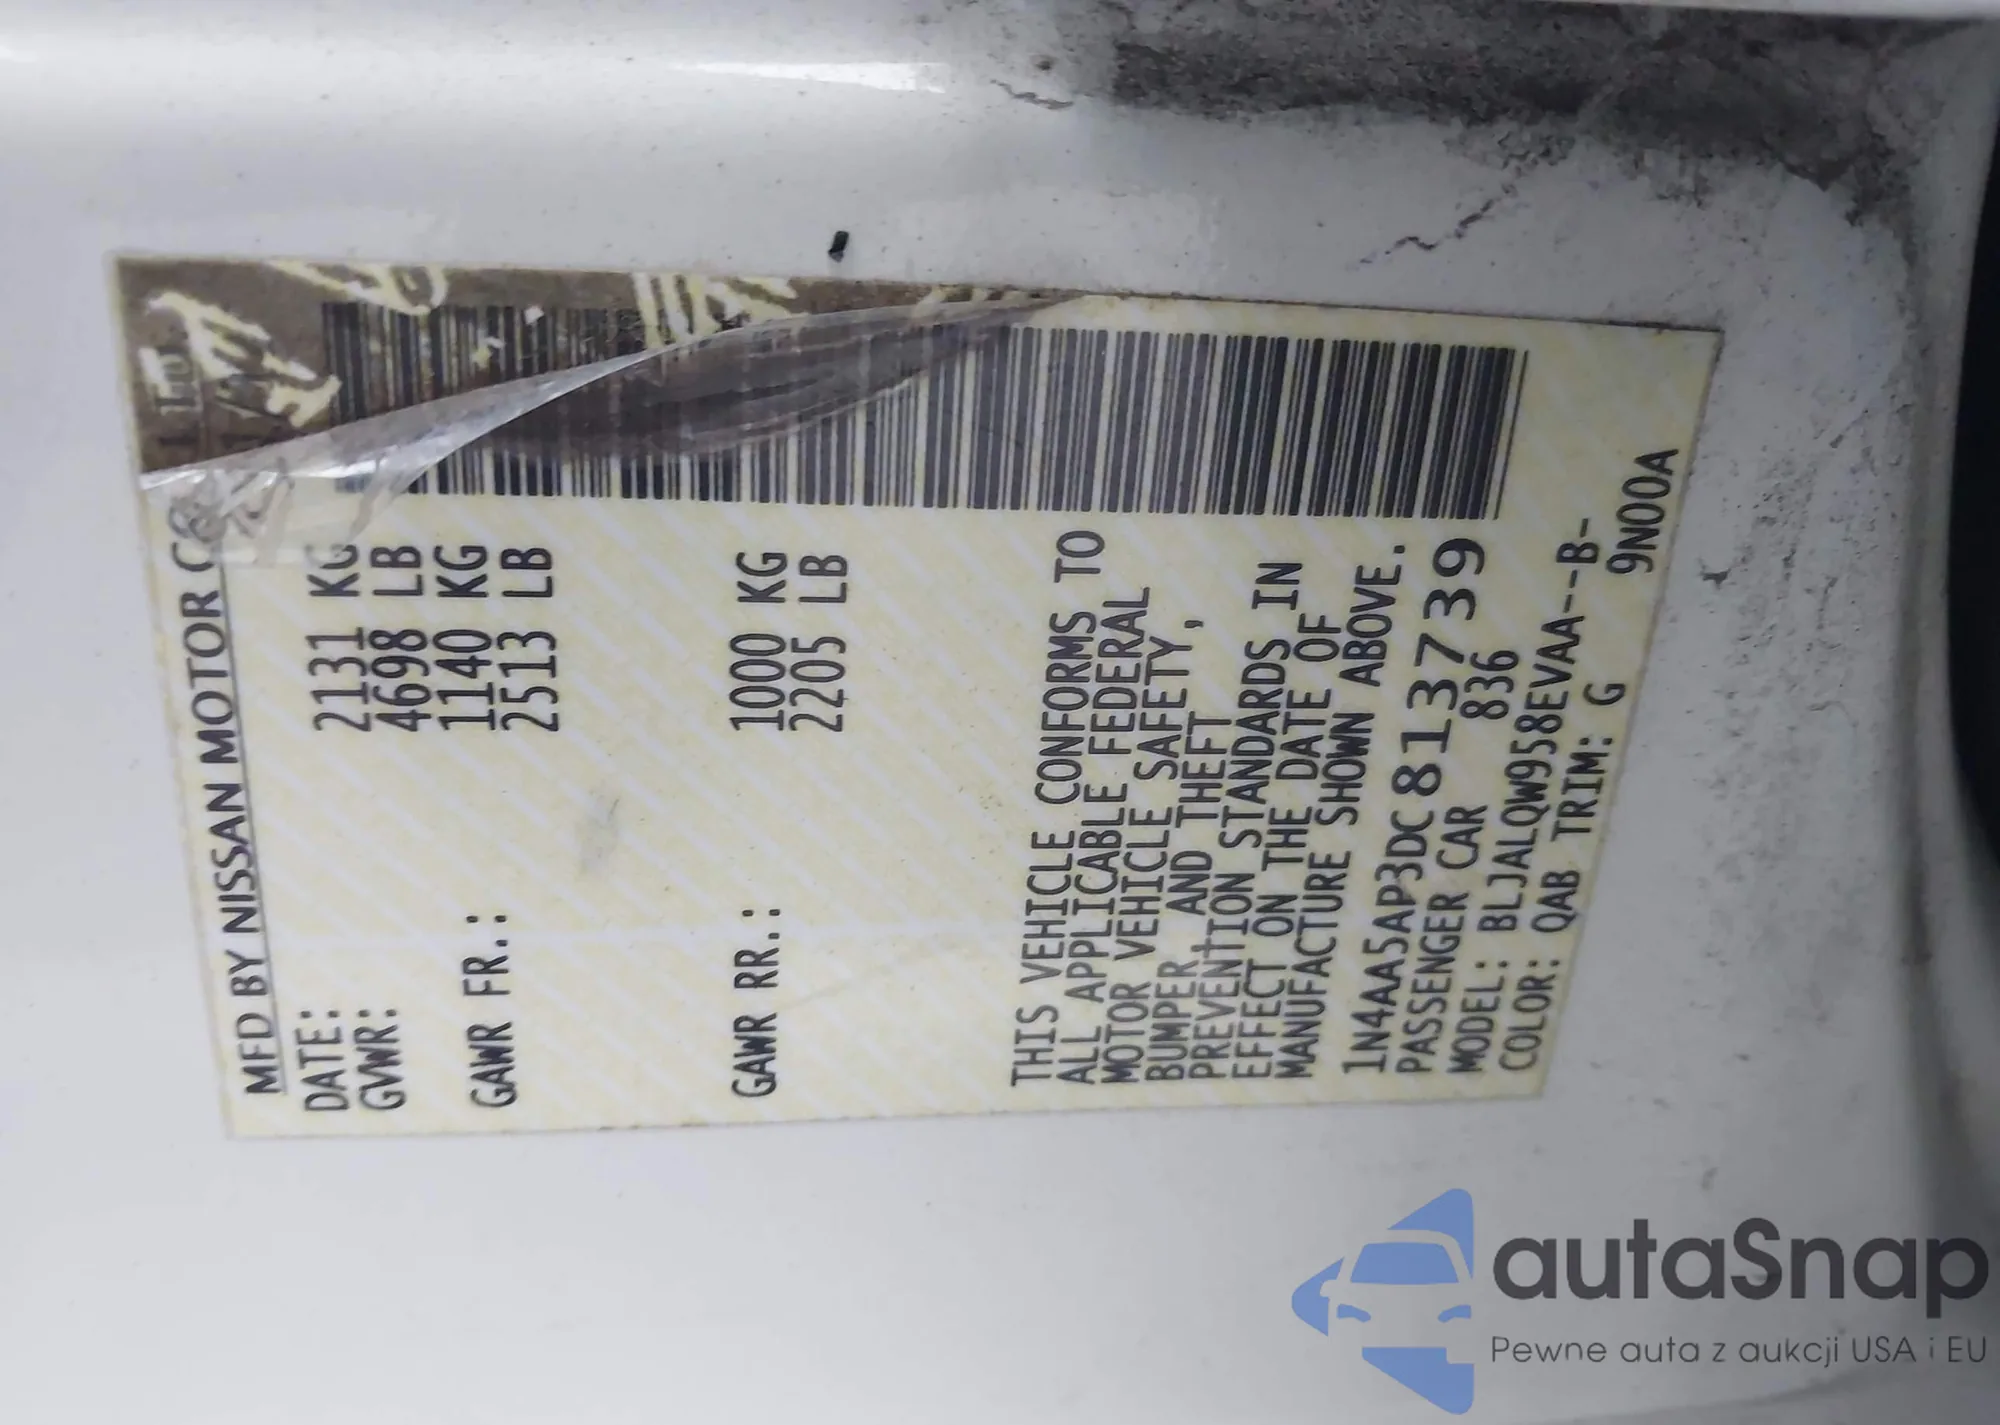 MFD BY NISSAN MOTOR CO
DATE:
GVWR: 2131 KG
4698 LB
GAWR FR.: 1140 KG
2513 LB
GAWR RR.: 1000 KG
2205 LB
THIS VEHICLE CONFORMS TO
ALL APPLICABLE FEDERAL
MOTOR VEHICLE SAFETY,
BUMPER, AND THEFT
PREVENTION STANDARDS IN
EFFECT ON THE DATE OF
MANUFACTURE SHOWN ABOVE.
1N4AA5AP3DC813739
PASSENGER CAR 836
MODEL: BLJALQW958EVAA--B-
COLOR: QAB TRIM: G 9N00A
autaSnap
Pewne auta z aukcji USA i EU